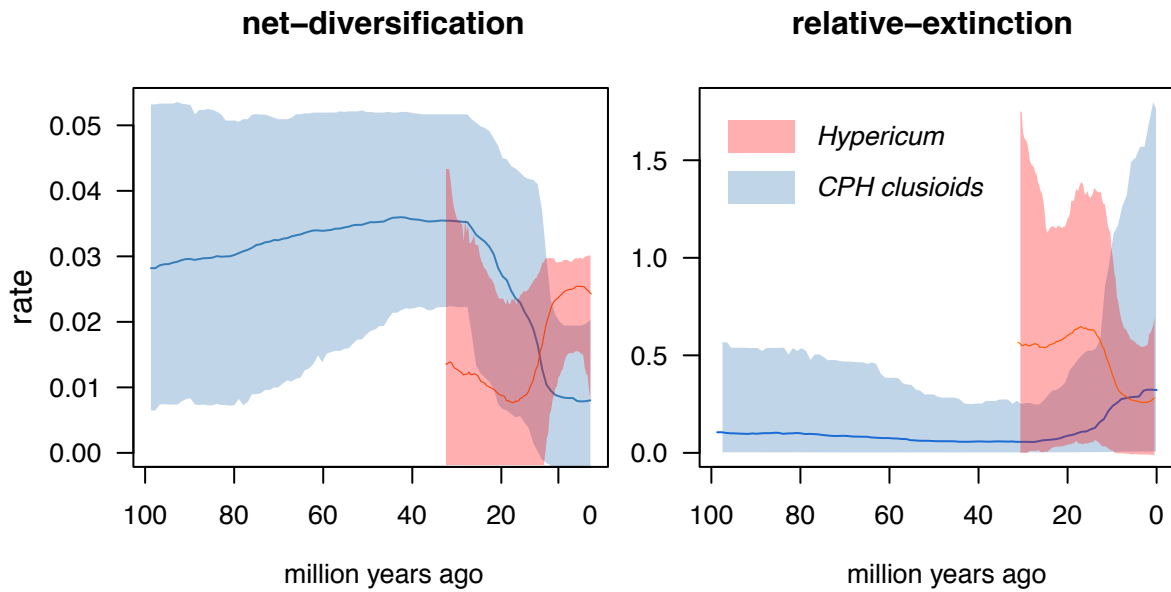 net–diversification
relative–extinction
rate
0.05
0.04
0.03
0.02
0.01
0.00
100 80 60 40 20 0
million years ago
1.5
1.0
0.5
0.0
Hypericum
CPH clusioids
100 80 60 40 20 0
million years ago